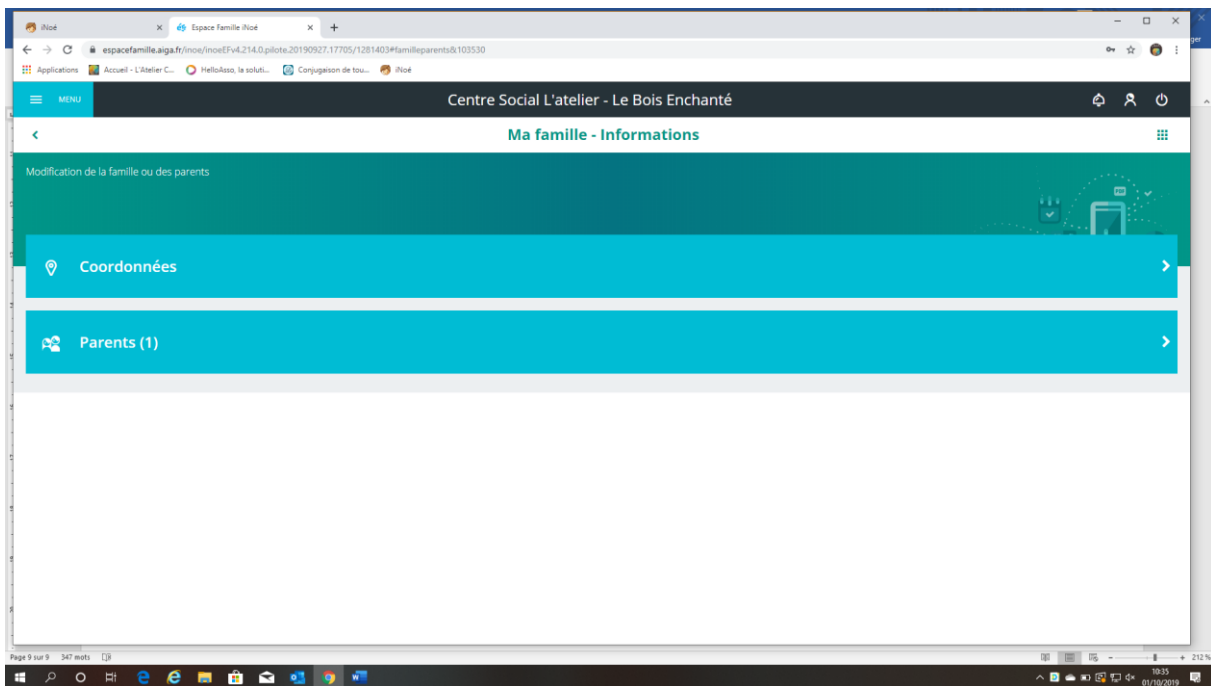 iNoé
Espace Famille iNoé
espacefamille.aiga.fr/inoe/inoeEFv4.214.0.pilote.20190927.17705/1281403#familleparents&103530
ger
Applications Accueil - L'Atelier C... HelloAsso, la soluti... Conjugaison de tou... iNoé
MENU
Centre Social L'atelier - Le Bois Enchanté
Ma famille - Informations
Modification de la famille ou des parents
Coordonnées
Parents (1)
Page 9 sur 9 347 mots
212 %
10:35
01/10/2019